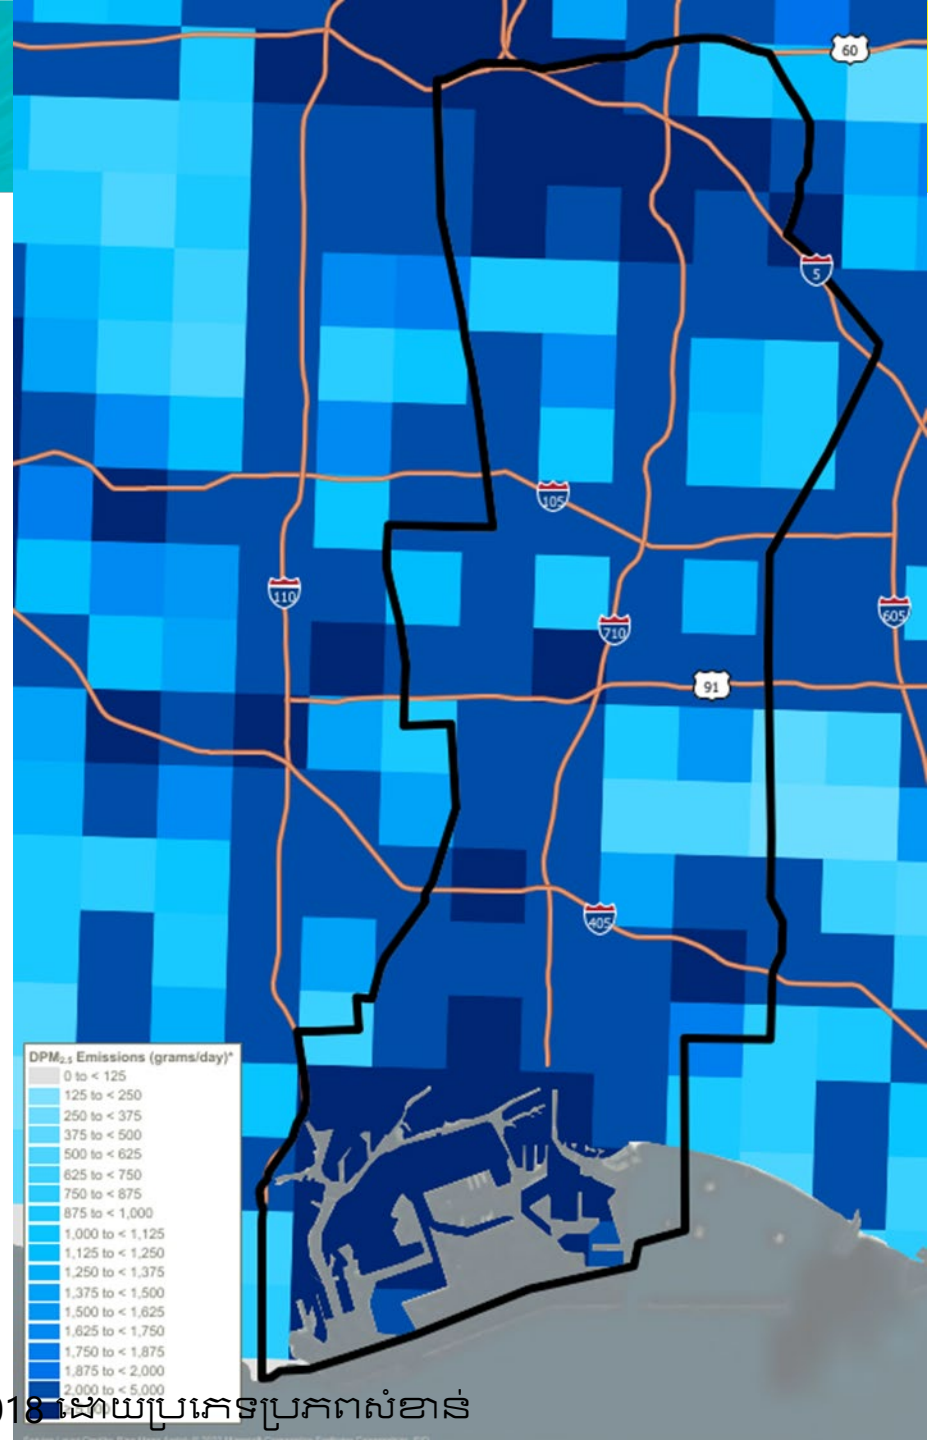 60
5
105
110
710
605
91
405
DPM2.5 Emissions (grams/day)*
0 to < 125
125 to < 250
250 to < 375
375 to < 500
500 to < 625
625 to < 750
750 to < 875
875 to < 1,000
1,000 to < 1,125
1,125 to < 1,250
1,250 to < 1,375
1,375 to < 1,500
1,500 to < 1,625
1,625 to < 1,750
1,750 to < 1,875
1,875 to < 2,000
2,000 to < 5,000
018 ដោយប្រភេទប្រភពសំខាន់